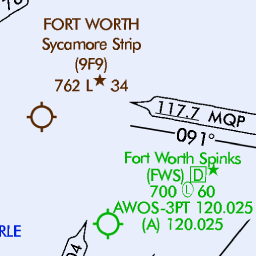 FORT WORTH
Sycamore Strip
(9F9)
762 L★ 34
117.7 MQP
091°
Fort Worth Spinks
(FWS) D★
700 Ⓛ 60
AWOS-3PT 120.025
(A) 120.025
704
RLE